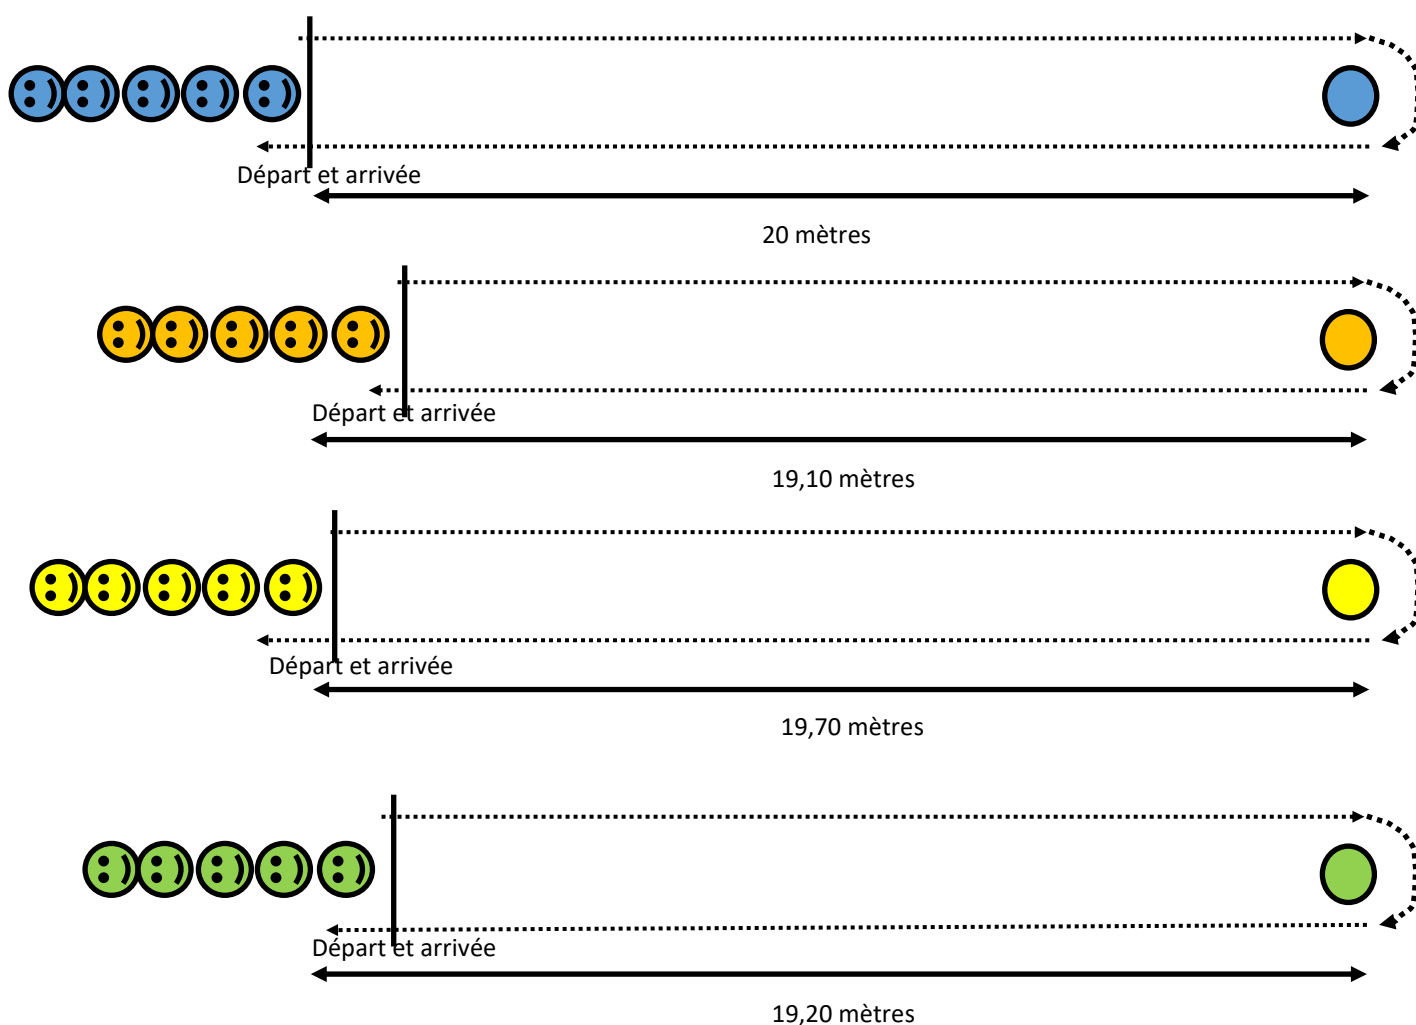 Départ et arrivée
20 mètres
Départ et arrivée
19,10 mètres
Départ et arrivée
19,70 mètres
Départ et arrivée
19,20 mètres